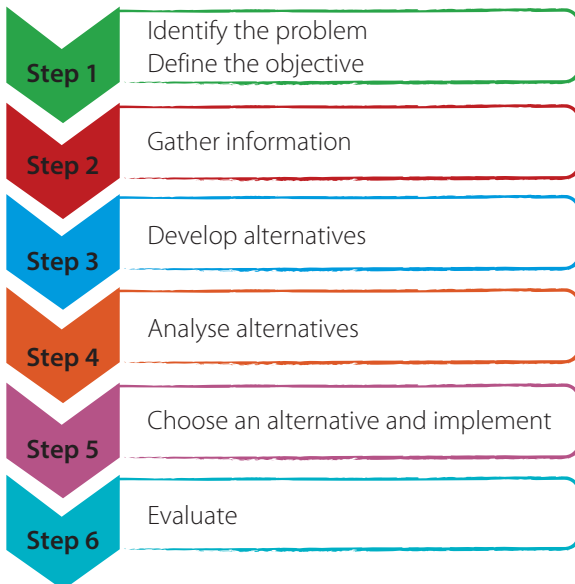 Step 1
Identify the problem
Define the objective
Step 2
Gather information
Step 3
Develop alternatives
Step 4
Analyse alternatives
Step 5
Choose an alternative and implement
Step 6
Evaluate